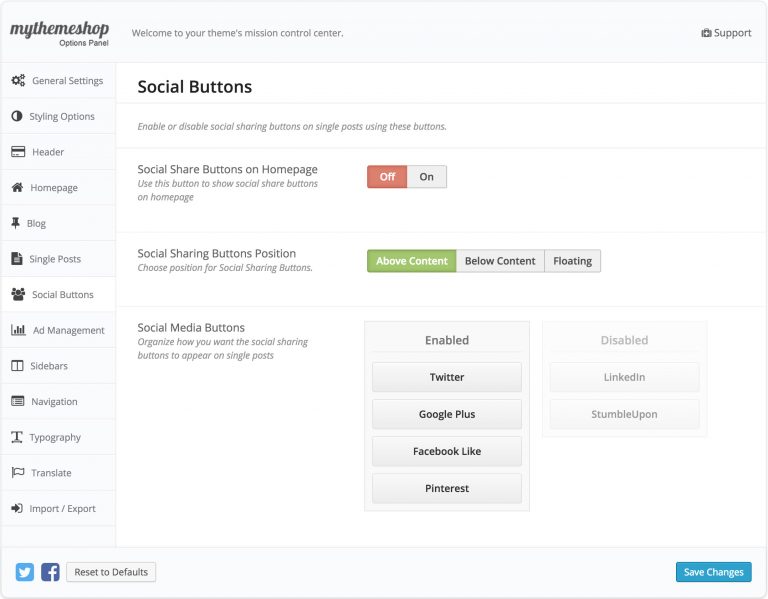 mythemeshop
Options Panel
Welcome to your theme's mission control center.
Support
General Settings
Styling Options
Header
Homepage
Blog
Single Posts
Social Buttons
Ad Management
Sidebars
Navigation
Typography
Translate
Import / Export
Social Buttons
Enable or disable social sharing buttons on single posts using these buttons.
Social Share Buttons on Homepage
Use this button to show social share buttons
on homepage
Off On
Social Sharing Buttons Position
Choose position for Social Sharing Buttons.
Above Content Below Content Floating
Social Media Buttons
Organize how you want the social sharing
buttons to appear on single posts
Enabled
Twitter
Google Plus
Facebook Like
Pinterest
Disabled
LinkedIn
StumbleUpon
Reset to Defaults
Save Changes